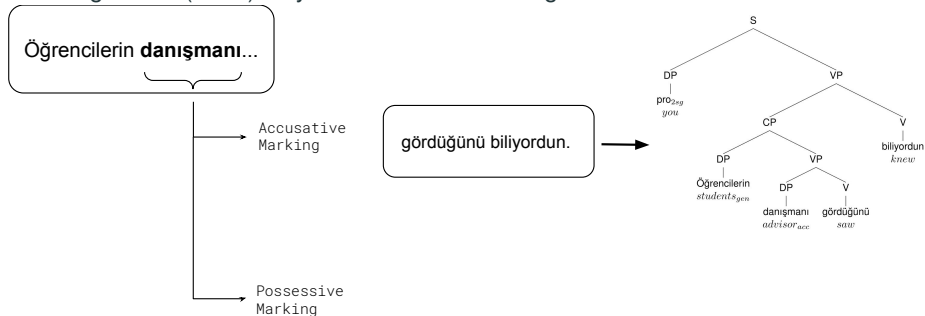 Öğrencilerin danışmanı...
Accusative
Marking
gördüğünü biliyordun.
Possessive
Marking
S
DP VP
pro2sg
you
CP V
biliyordun
knew
DP VP
Öğrencilerin
studentsgen
DP V
danışmanı gördüğünü
advisoracc saw